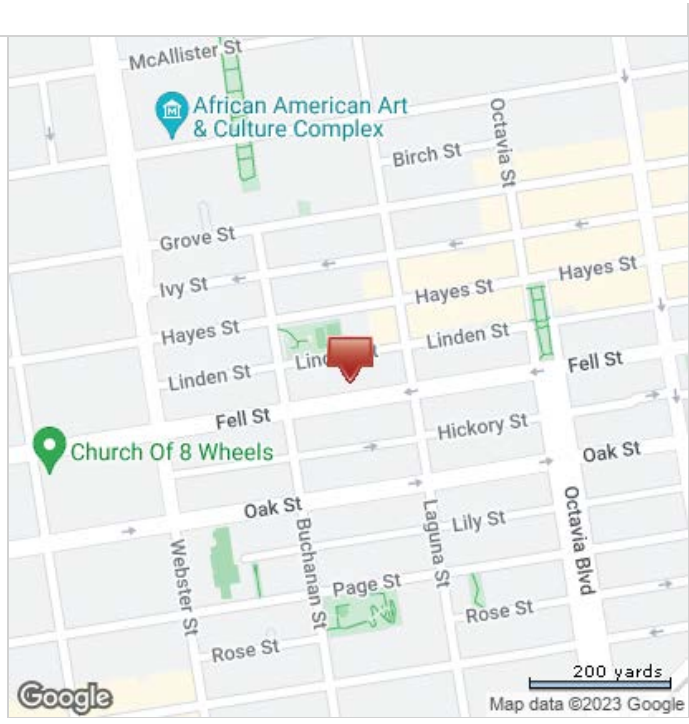 McAllister St
African American Art
& Culture Complex
Octavia St
Birch St
Grove St
Ivy St
Hayes St
Hayes St
Hayes St
Linden St
Linden St
Fell St
Fell St
Hickory St
Church Of 8 Wheels
Oak St
Oak St
Lily St
Webster St
Buchanan St
Laguna St
Octavia Blvd
Page St
Rose St
Rose St
200 yards
Google
Map data ©2023 Google